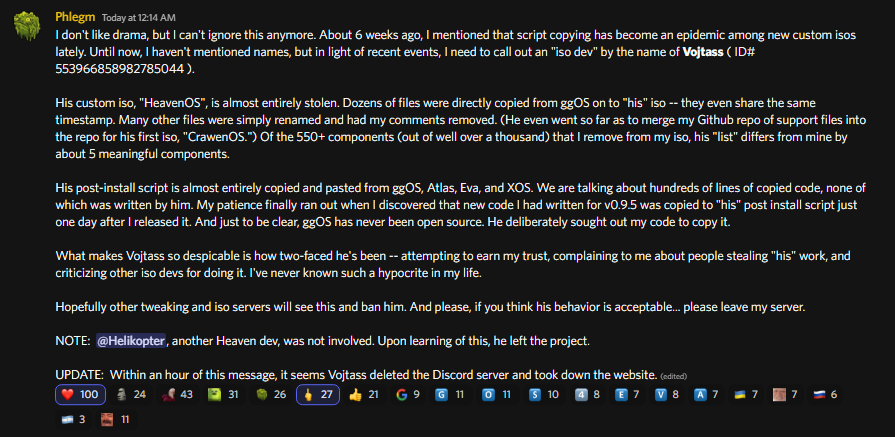 Phlegm Today at 12:14 AM
I don't like drama, but I can't ignore this anymore. About 6 weeks ago, I mentioned that script copying has become an epidemic among new custom isos
lately. Until now, I haven't mentioned names, but in light of recent events, I need to call out an "iso dev" by the name of Vojtass ( ID#
553966858982785044 ).
His custom iso, "HeavenOS", is almost entirely stolen. Dozens of files were directly copied from ggOS on to "his" iso -- they even share the same
timestamp. Many other files were simply renamed and had my comments removed. (He even went so far as to merge my Github repo of support files into
the repo for his first iso, "CrawenOS.") Of the 550+ components (out of well over a thousand) that I remove from my iso, his "list" differs from mine by
about 5 meaningful components.
His post-install script is almost entirely copied and pasted from ggOS, Atlas, Eva, and XOS. We are talking about hundreds of lines of copied code, none of
which was written by him. My patience finally ran out when I discovered that new code I had written for v0.9.5 was copied to "his" post install script just
one day after I released it. And just to be clear, ggOS has never been open source. He deliberately sought out my code to copy it.
What makes Vojtass so despicable is how two-faced he's been -- attempting to earn my trust, complaining to me about people stealing "his" work, and
criticizing other iso devs for doing it. I've never known such a hypocrite in my life.
Hopefully other tweaking and iso servers will see this and ban him. And please, if you think his behavior is acceptable... please leave my server.
NOTE: @Helikopter, another Heaven dev, was not involved. Upon learning of this, he left the project.
UPDATE: Within an hour of this message, it seems Vojtass deleted the Discord server and took down the website. (edited)
100 24 43 31 26 27 21 G 9 G 11 O 11 S 10 4 8 E 7 V 8 A 7 7 7 6
3 11